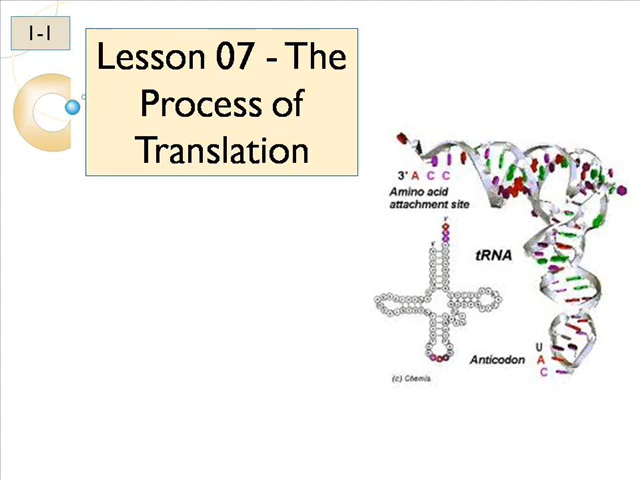 1-1
Lesson 07 - The
Process of
Translation
3' A C C
Amino acid
attachment site
tRNA
U
A
C
Anticodon
(c) Chemis